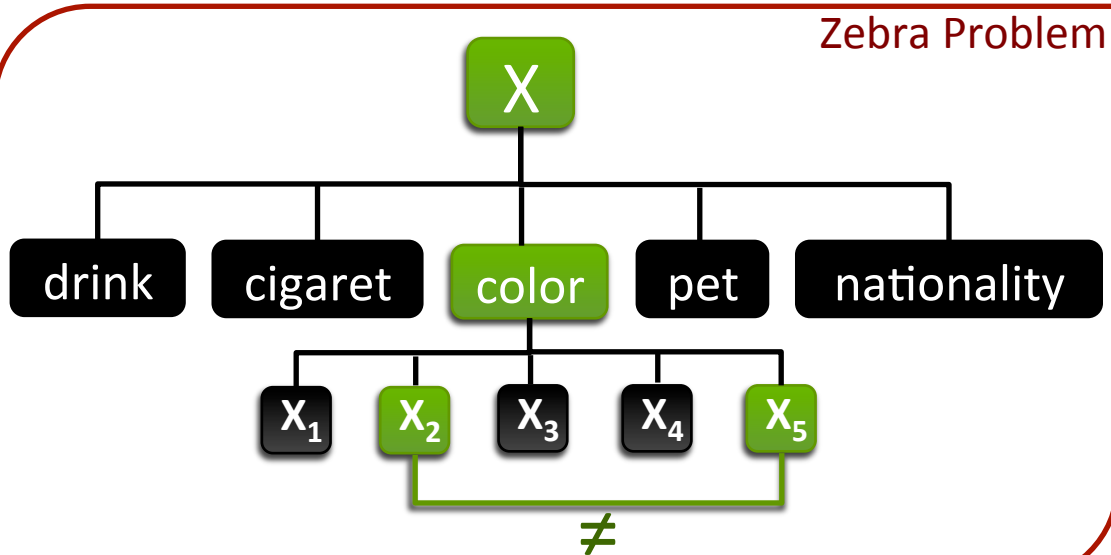 Zebra Problem
X
drink cigaret color pet nationality
X₁ X₂ X₃ X₄ X₅
≠